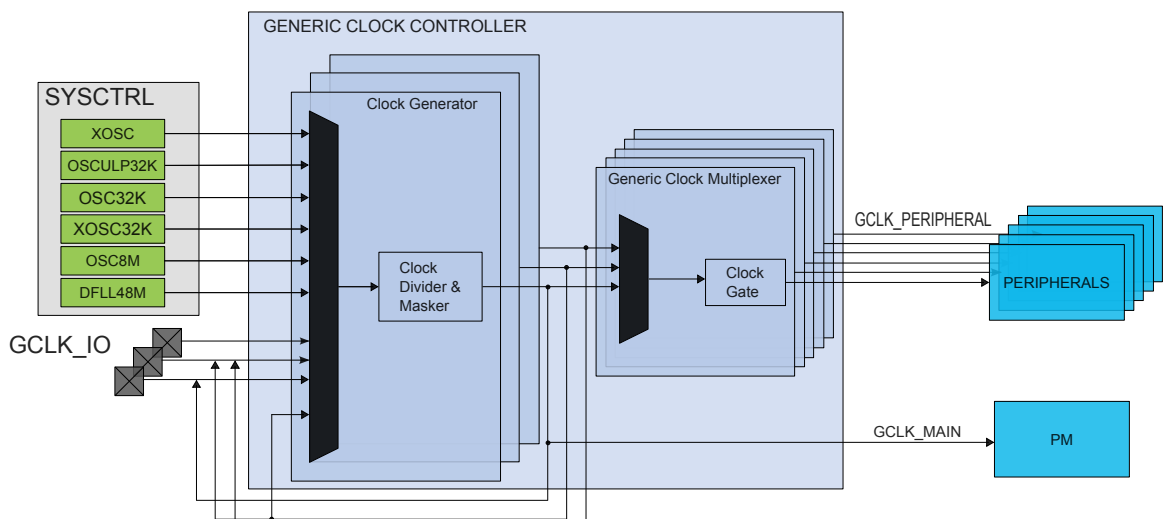 GENERIC CLOCK CONTROLLER
SYSCTRL
XOSC
OSCULP32K
OSC32K
XOSC32K
OSC8M
DFLL48M
GCLK_IO
Clock Generator
Clock
Divider &
Masker
Generic Clock Multiplexer
Clock
Gate
GCLK_PERIPHERAL
PERIPHERALS
GCLK_MAIN
PM